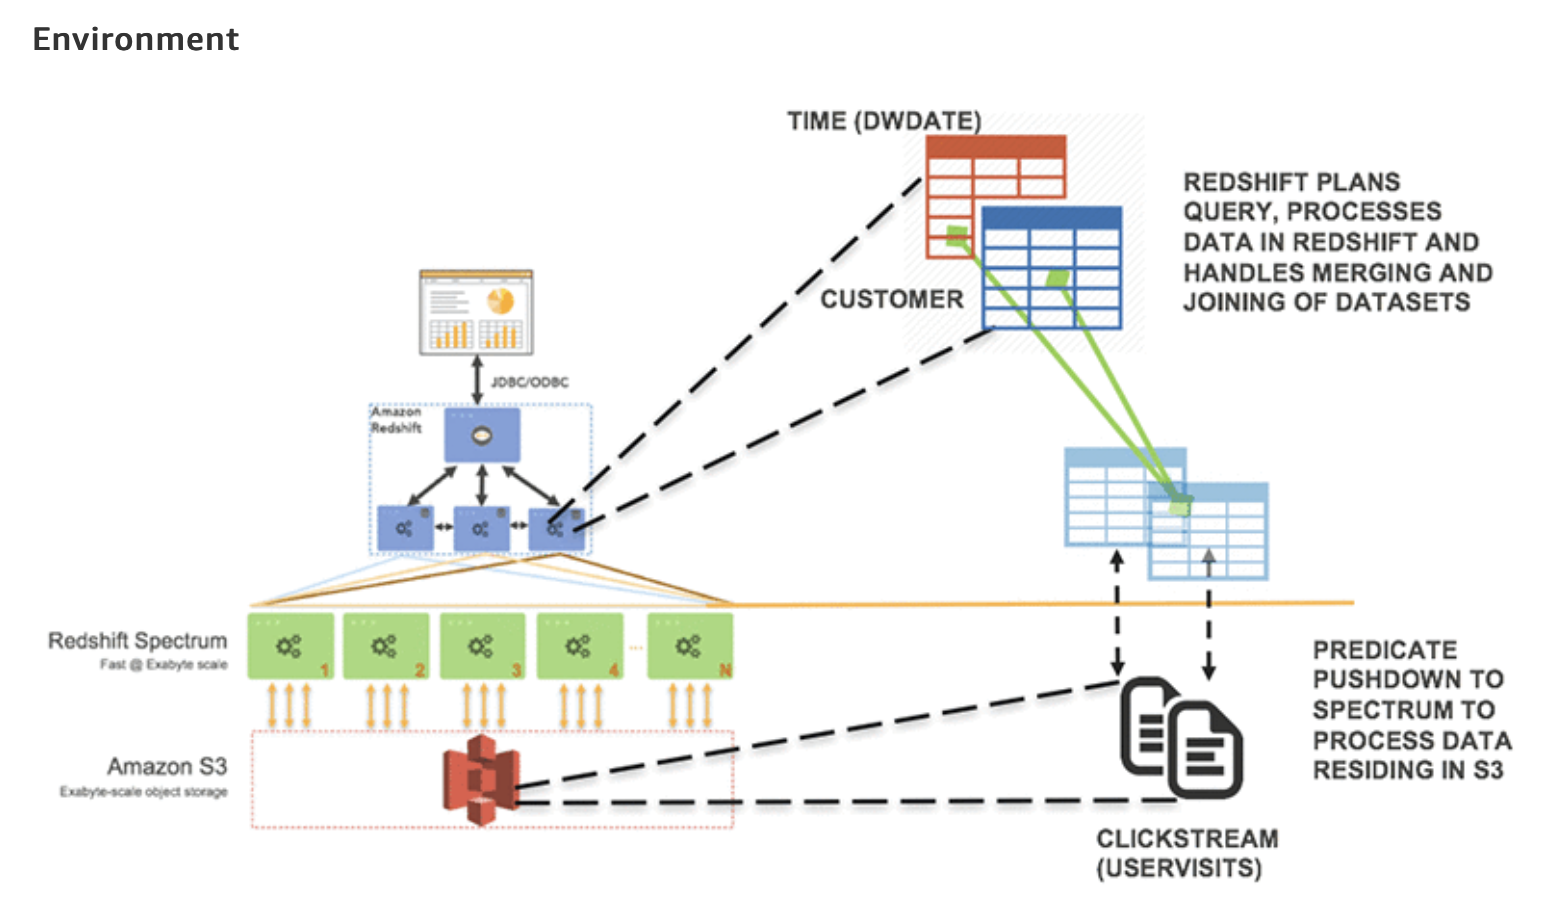 Environment
TIME (DWDATE)
REDSHIFT PLANS
QUERY, PROCESSES
DATA IN REDSHIFT AND
HANDLES MERGING AND
JOINING OF DATASETS
CUSTOMER
JDBC/ODBC
Amazon
Redshift
Redshift Spectrum
Fast @ Exabyte scale
1
2
3
4
...
N
PREDICATE
PUSHDOWN TO
SPECTRUM TO
PROCESS DATA
RESIDING IN S3
Amazon S3
Exabyte-scale object storage
CLICKSTREAM
(USERVISITS)